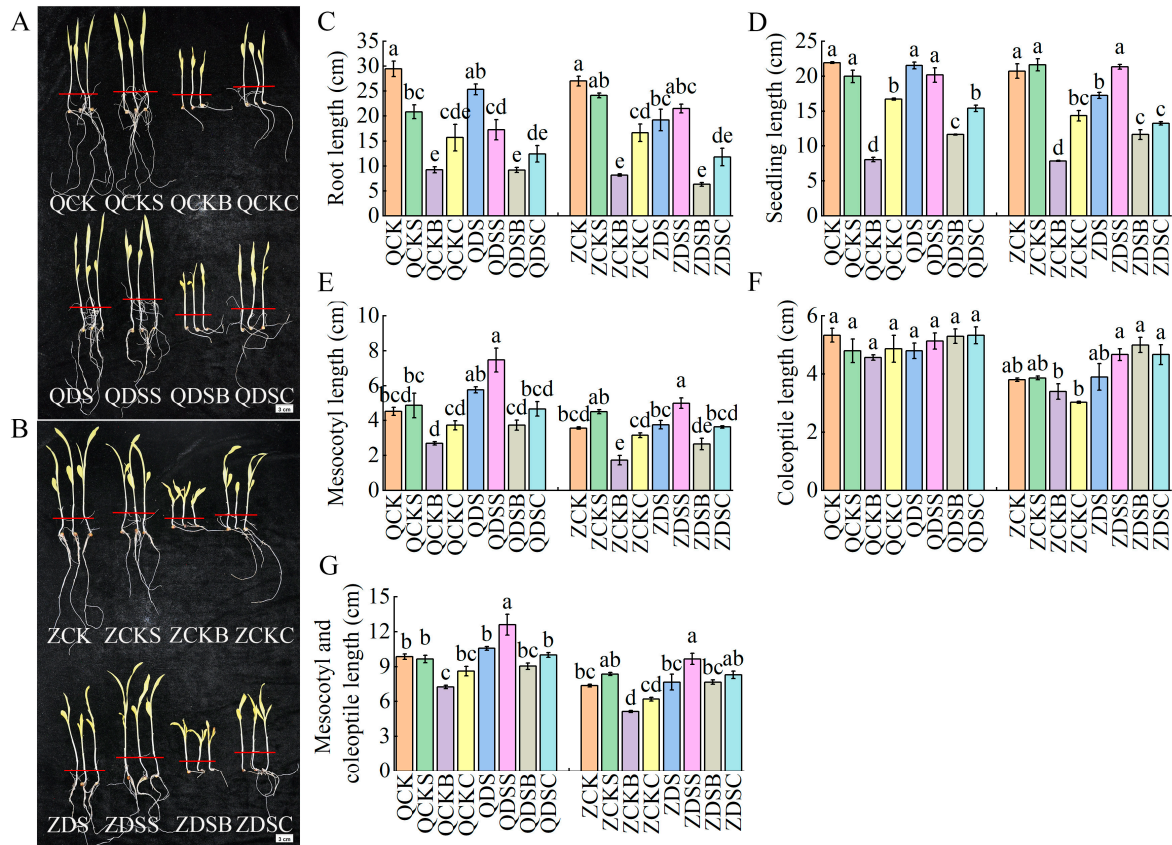 A
QCK QCKS QCKB QCKC
QDS QDSS QDSB QDSC
3 cm
B
ZCK ZCKS ZCKB ZCKC
ZDS ZDSS ZDSB ZDSC
3 cm
C
Root length (cm)
35
30
25
20
15
10
5
0
a bc e cde ab cd e de
a ab e cd bc abc e de
QCK QCKS QCKB QCKC QDS QDSS QDSB QDSC
ZCK ZCKS ZCKB ZCKC ZDS ZDSS ZDSB ZDSC
D
Seedling length (cm)
25
20
15
10
5
0
a a d b a a c b
a a d bc b a c c
QCK QCKS QCKB QCKC QDS QDSS QDSB QDSC
ZCK ZCKS ZCKB ZCKC ZDS ZDSS ZDSB ZDSC
E
Mesocotyl length (cm)
10
8
6
4
2
0
bcd bc d cd ab a cd bcd
bcd ab e cd bc a de bcd
QCK QCKS QCKB QCKC QDS QDSS QDSB QDSC
ZCK ZCKS ZCKB ZCKC ZDS ZDSS ZDSB ZDSC
F
Coleoptile length (cm)
6
4
2
0
a a a a a a a a
ab ab b b ab a a a
QCK QCKS QCKB QCKC QDS QDSS QDSB QDSC
ZCK ZCKS ZCKB ZCKC ZDS ZDSS ZDSB ZDSC
G
Mesocotyl and
coleoptile length (cm)
15
12
9
6
3
0
b b c bc b a bc b
bc ab d cd bc a bc ab
QCK QCKS QCKB QCKC QDS QDSS QDSB QDSC
ZCK ZCKS ZCKB ZCKC ZDS ZDSS ZDSB ZDSC